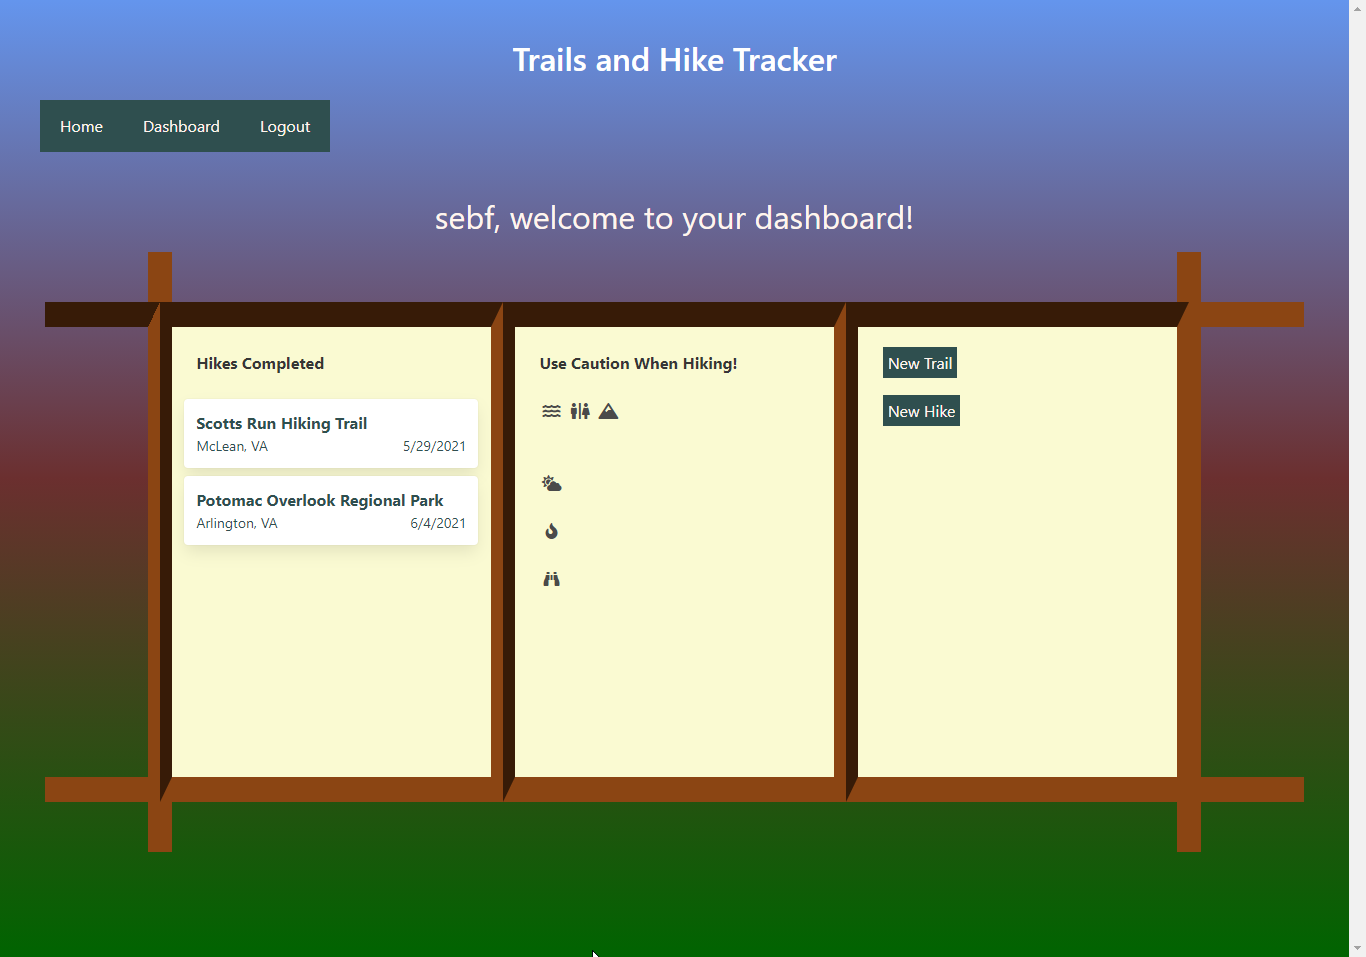 Trails and Hike Tracker
Home Dashboard Logout
sebf, welcome to your dashboard!
Hikes Completed
Scotts Run Hiking Trail
McLean, VA 5/29/2021
Potomac Overlook Regional Park
Arlington, VA 6/4/2021
Use Caution When Hiking!
New Trail
New Hike